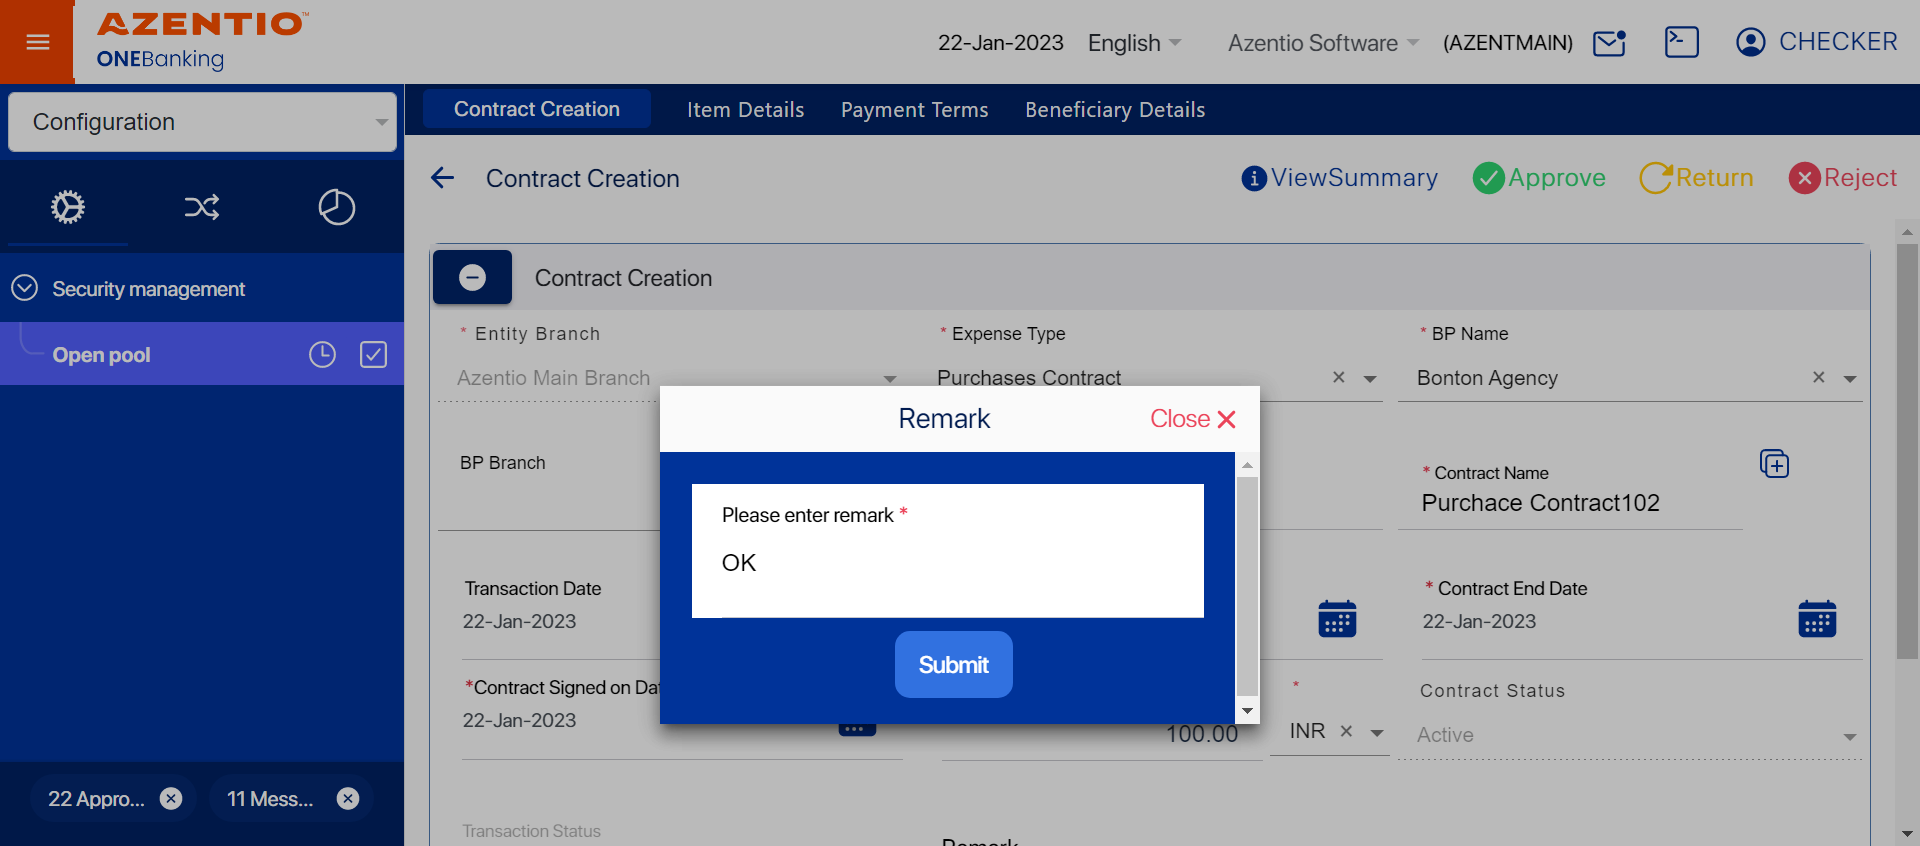 AZENTIO™
ONEBanking
22-Jan-2023
English
Azentio Software
(AZENTMAIN)
CHECKER
Configuration
Contract Creation
Item Details
Payment Terms
Beneficiary Details
Contract Creation
ViewSummary
Approve
Return
Reject
Security management
Open pool
Contract Creation
* Entity Branch
* Expense Type
* BP Name
Azentio Main Branch
Purchases Contract
Bonton Agency
Remark
Close
BP Branch
* Contract Name
Purchace Contract102
Please enter remark *
OK
Transaction Date
22-Jan-2023
* Contract End Date
22-Jan-2023
Submit
*Contract Signed on Dat
22-Jan-2023
100.00
*
INR
Contract Status
Active
22 Appro...
11 Mess...
Transaction Status
Remark